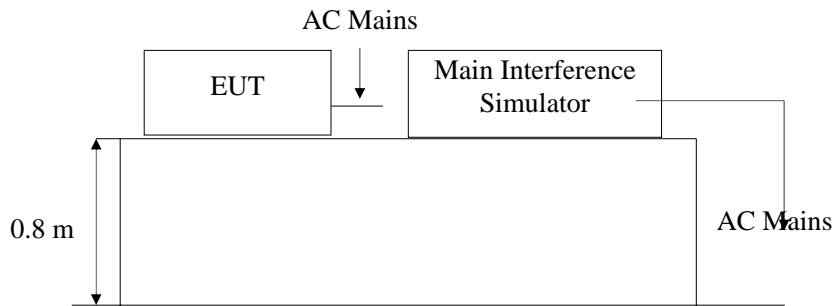 AC Mains
EUT
Main Interference
Simulator
0.8 m
AC Mains